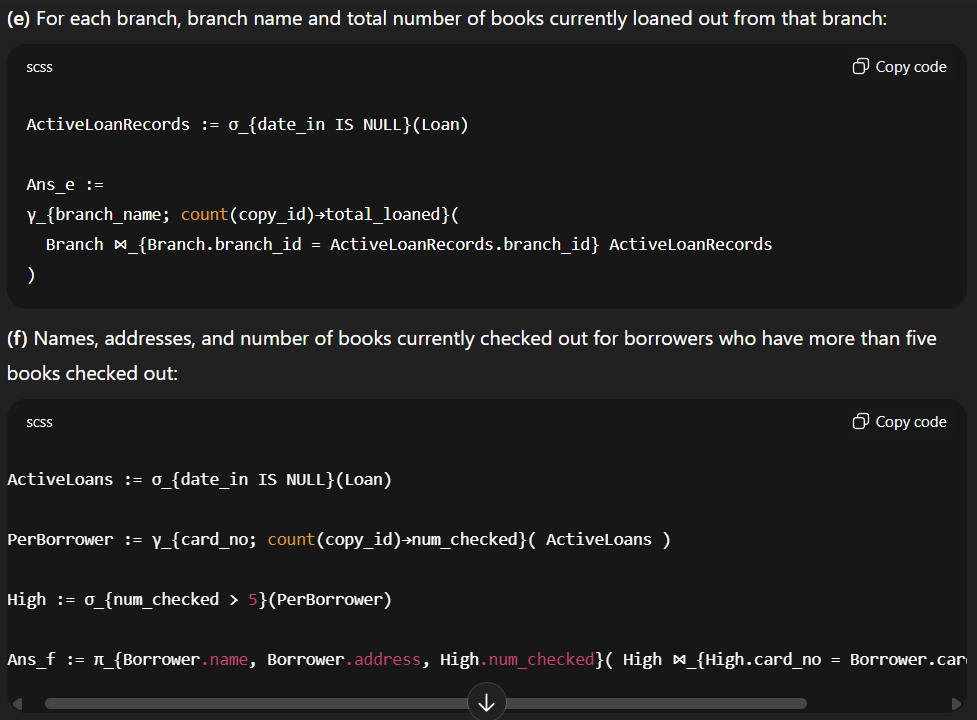 (e) For each branch, branch name and total number of books currently loaned out from that branch:
scss
Copy code
ActiveLoanRecords := σ_{date_in IS NULL}(Loan)
Ans_e :=
γ_{branch_name; count(copy_id)→total_loaned}(
Branch ⋈_{Branch.branch_id = ActiveLoanRecords.branch_id} ActiveLoanRecords
)
(f) Names, addresses, and number of books currently checked out for borrowers who have more than five
books checked out:
scss
Copy code
ActiveLoans := σ_{date_in IS NULL}(Loan)
PerBorrower := γ_{card_no; count(copy_id)→num_checked}( ActiveLoans )
High := σ_{num_checked > 5}(PerBorrower)
Ans_f := π_{Borrower.name, Borrower.address, High.num_checked}( High ⋈_{High.card_no = Borrower.car